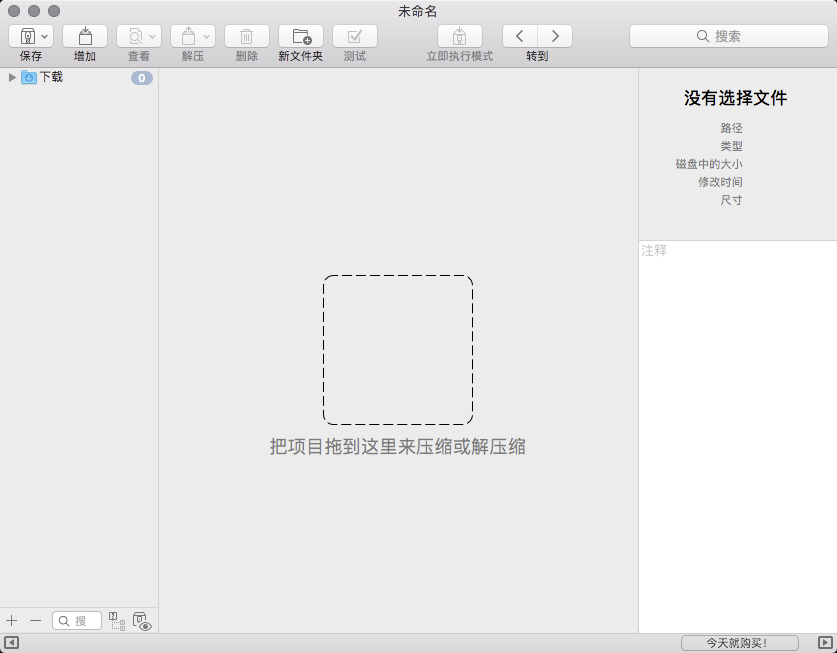 未命名
保存
增加
查看
解压
删除
新文件夹
测试
立即执行模式
转到
搜索
下载
0
没有选择文件
路径
类型
磁盘中的大小
修改时间
尺寸
注释
把项目拖到这里来压缩或解压缩
搜
今天就购买！